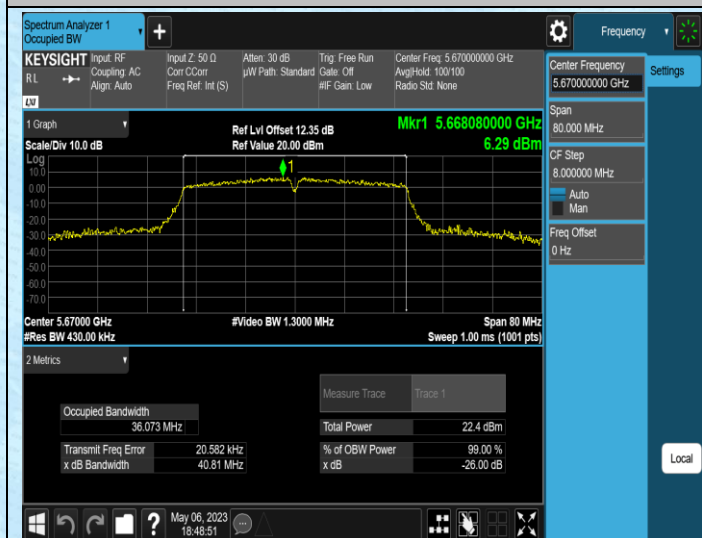 Spectrum Analyzer 1
Occupied BW
Frequency
KEYSIGHT
R L
LXI
Input: RF
Coupling: AC
Align: Auto
Input Z: 50 Ω
Corr CCorr
Freq Ref: Int (S)
Atten: 30 dB
µW Path: Standard
Trig: Free Run
Gate: Off
#IF Gain: Low
Center Freq: 5.670000000 GHz
Avg|Hold: 100/100
Radio Std: None
Center Frequency
5.670000000 GHz
Settings
Span
80.000 MHz
CF Step
8.000000 MHz
Auto
Man
Freq Offset
0 Hz
1 Graph
Scale/Div 10.0 dB
Ref Lvl Offset 12.35 dB
Ref Value 20.00 dBm
Mkr1 5.668080000 GHz
6.29 dBm
Log
10.0
0.00
-10.0
-20.0
-30.0
-40.0
-50.0
-60.0
-70.0
1
Center 5.67000 GHz
#Res BW 430.00 kHz
#Video BW 1.3000 MHz
Span 80 MHz
Sweep 1.00 ms (1001 pts)
2 Metrics
Measure Trace
Trace 1
Occupied Bandwidth
36.073 MHz
Total Power
22.4 dBm
Transmit Freq Error
20.582 kHz
% of OBW Power
99.00 %
x dB Bandwidth
40.81 MHz
x dB
-26.00 dB
Local
?
May 06, 2023
18:48:51